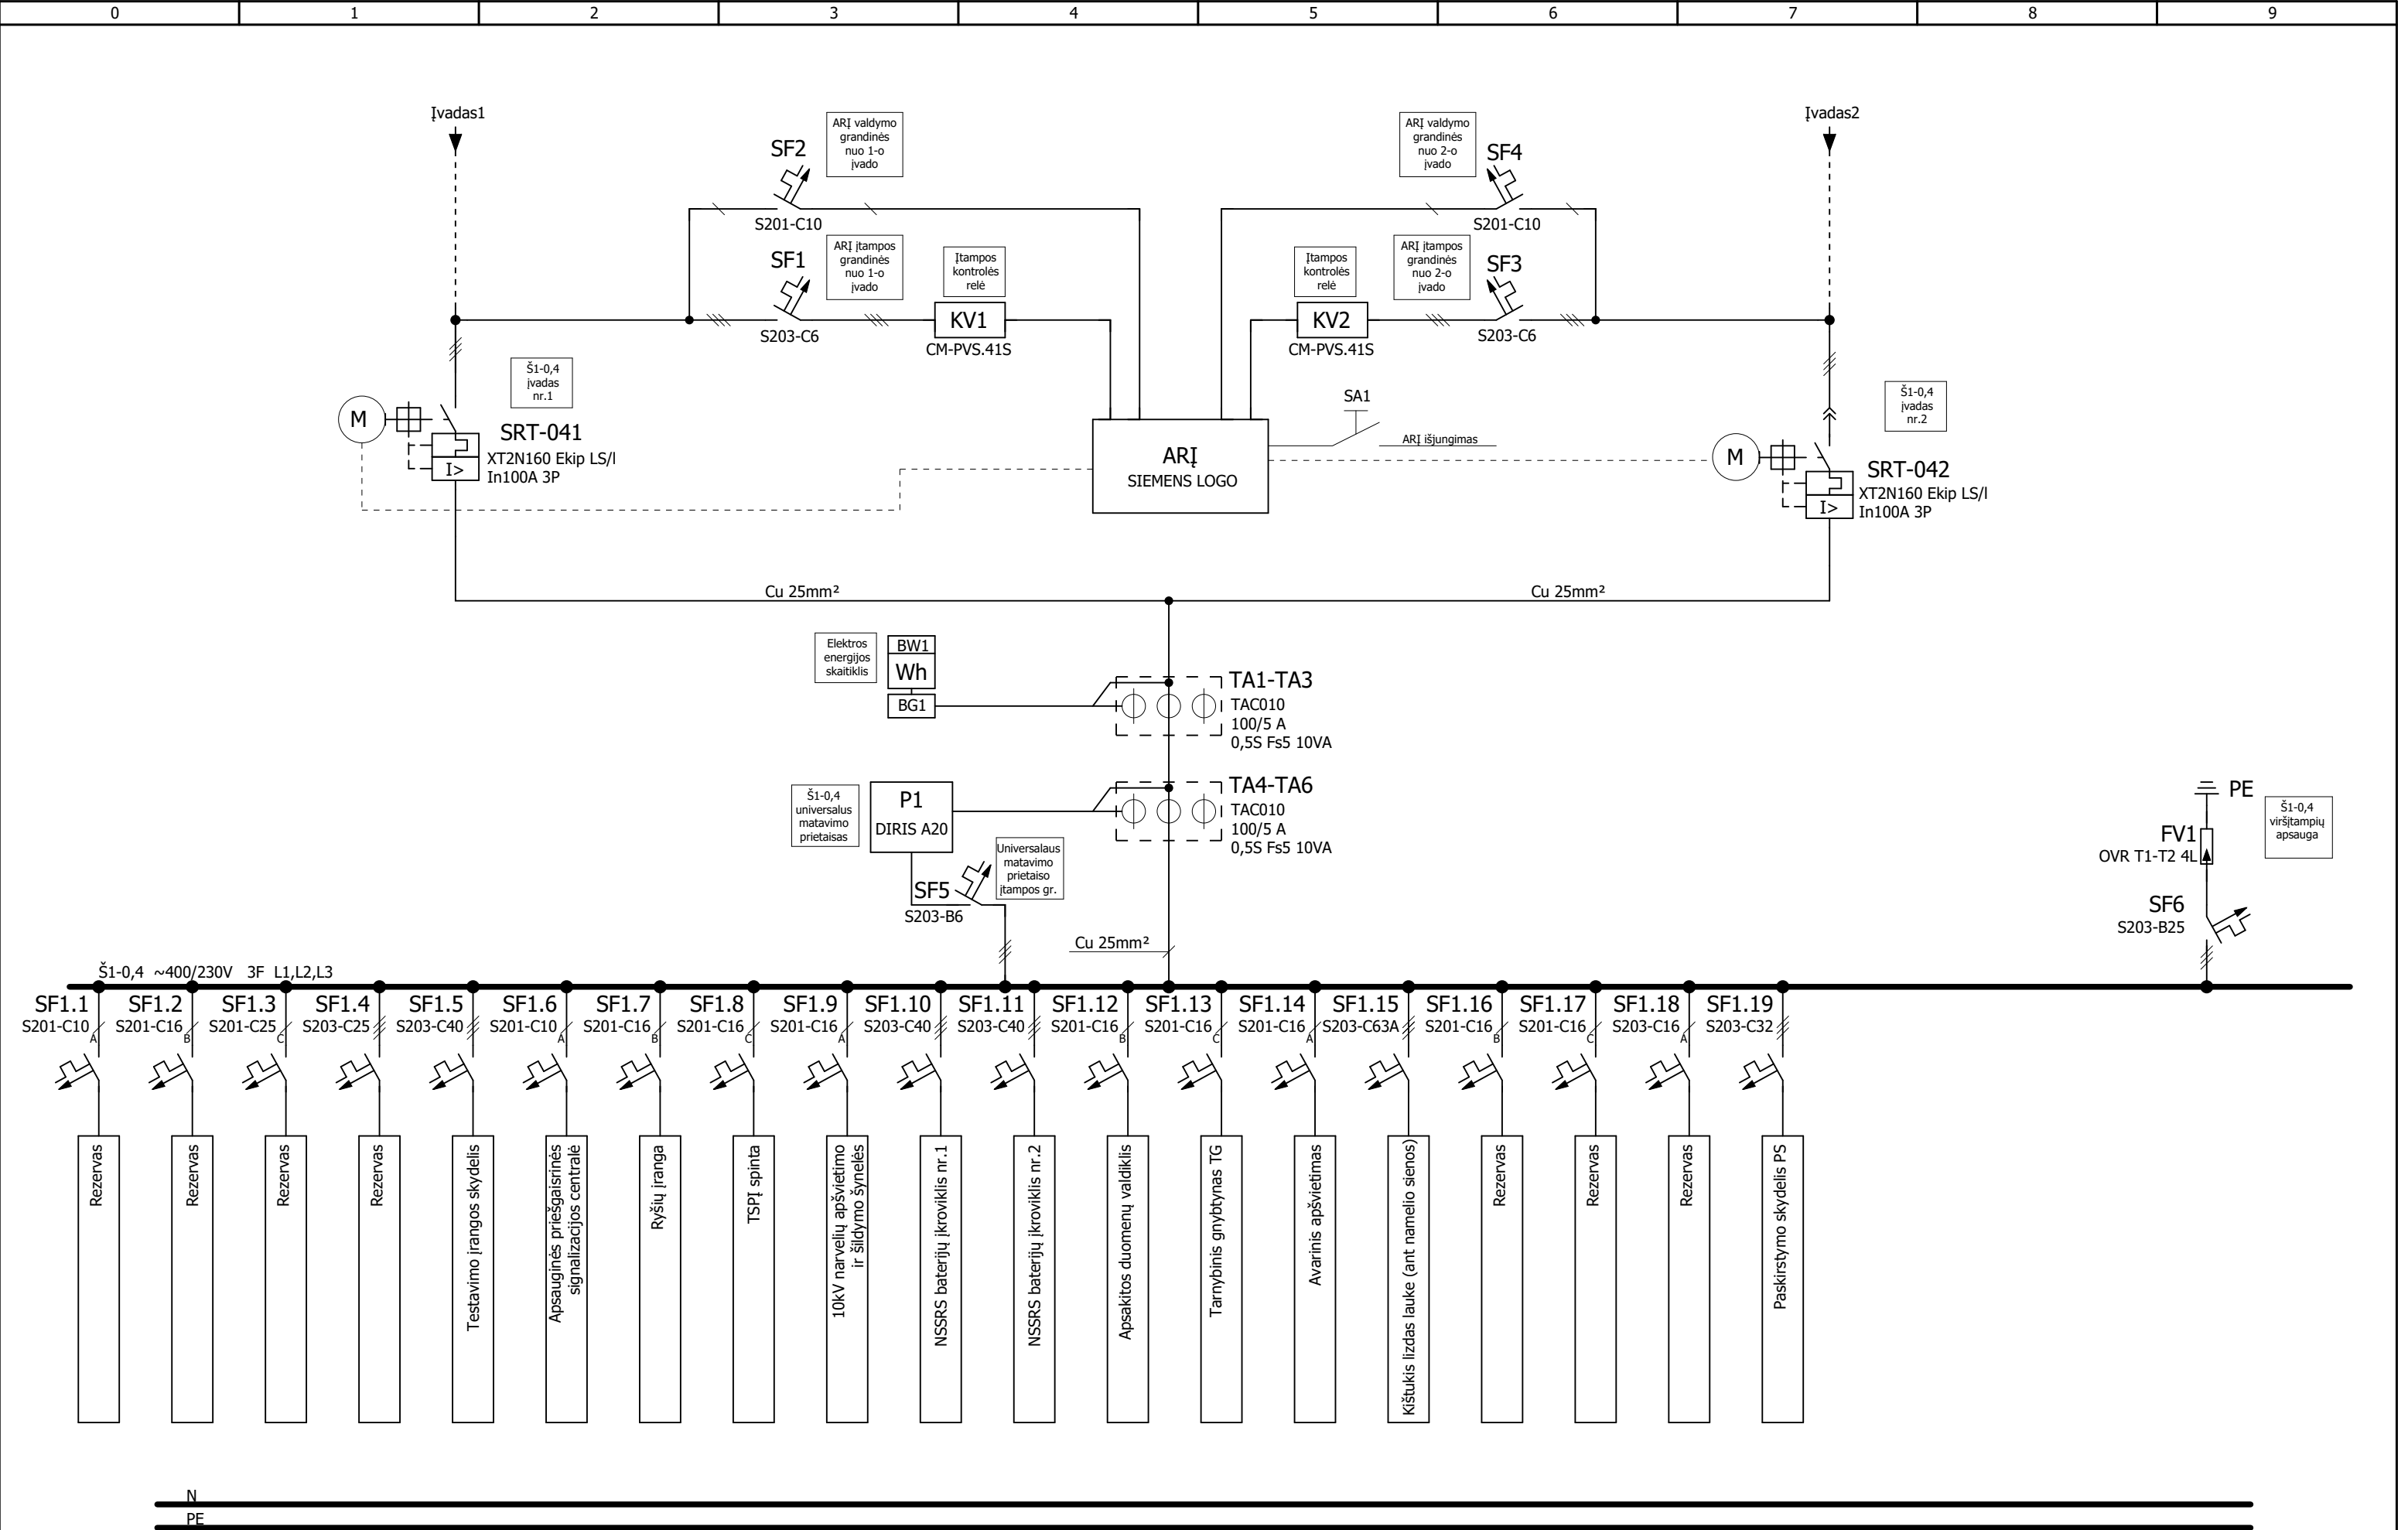 0 1 2 3 4 5 6 7 8 9
Įvadas1
Įvadas2
SF2
ARĮ valdymo
grandinės
nuo 1-o
įvado
S201-C10
SF1
ARĮ įtampos
grandinės
nuo 1-o
įvado
S203-C6
Įtampos
kontrolės
relė
KV1
CM-PVS.41S
ARĮ valdymo
grandinės
nuo 2-o
įvado
SF4
S201-C10
Įtampos
kontrolės
relė
KV2
CM-PVS.41S
ARĮ įtampos
grandinės
nuo 2-o
įvado
SF3
S203-C6
Š1-0,4
įvadas
nr.1
M
SRT-041
XT2N160 Ekip LS/I
In100A 3P
I>
SA1
ARĮ išjungimas
ARĮ
SIEMENS LOGO
Š1-0,4
įvadas
nr.2
M
SRT-042
XT2N160 Ekip LS/I
In100A 3P
I>
Cu 25mm²
Cu 25mm²
Elektros
energijos
skaitiklis
BW1
Wh
BG1
TA1-TA3
TAC010
100/5 A
0,5S Fs5 10VA
Š1-0,4
universalus
matavimo
prietaisas
P1
DIRIS A20
TA4-TA6
TAC010
100/5 A
0,5S Fs5 10VA
Universalaus
matavimo
prietaiso
įtampos gr.
SF5
S203-B6
Cu 25mm²
PE
Š1-0,4
viršįtampių
apsauga
FV1
OVR T1-T2 4L
SF6
S203-B25
Š1-0,4 ~400/230V 3F L1,L2,L3
SF1.1 SF1.2 SF1.3 SF1.4 SF1.5 SF1.6 SF1.7 SF1.8 SF1.9 SF1.10 SF1.11 SF1.12 SF1.13 SF1.14 SF1.15 SF1.16 SF1.17 SF1.18 SF1.19
S201-C10 S201-C16 S201-C25 S203-C25 S203-C40 S201-C10 S201-C16 S201-C16 S201-C16 S203-C40 S203-C40 S201-C16 S201-C16 S201-C16 S203-C63A S201-C16 S201-C16 S203-C16 S203-C32
A B C A B C A B C A B C A
Rezervas
Rezervas
Rezervas
Rezervas
Testavimo įrangos skydelis
Apsauginės priešgaisrinės
signalizacijos centralė
Ryšių įranga
TSPĮ spinta
10kV narvelių apšvietimo
ir šildymo šynelės
NSSRS baterijų įkroviklis nr.1
NSSRS baterijų įkroviklis nr.2
Apsakitos duomenų valdiklis
Tarnybinis gnybtynas TG
Avarinis apšvietimas
Kištukis lizdas lauke (ant namelio sienos)
Rezervas
Rezervas
Rezervas
Paskirstymo skydelis PS
N
PE